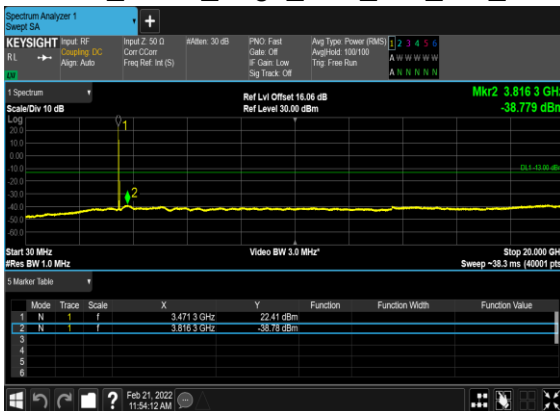 Spectrum Analyzer 1
Swept SA
+
KEYSIGHT Input: RF Input Z: 50 Ω #Atten: 30 dB PNO: Fast Avg Type: Power (RMS) 1 2 3 4 5 6
RL Coupling: DC Corr CCorr Gate: Off Avg|Hold: 100/100 A W W W W W
Align: Auto Freq Ref: Int (S) IF Gain: Low Trig: Free Run
Sig Track: Off A N N N N N
1 Spectrum Ref Lvl Offset 16.06 dB Mkr2 3.816 3 GHz
Scale/Div 10 dB Ref Level 30.00 dBm -38.779 dBm
Log
20.0
10.0
0.00
-10.0
DL1 -13.00 dBm
-20.0
-30.0
-40.0
-50.0
-60.0
1
2
Start 30 MHz Video BW 3.0 MHz* Stop 20.000 GHz
#Res BW 1.0 MHz Sweep ~38.3 ms (40001 pts)
5 Marker Table
Mode Trace Scale X Y Function Function Width Function Value
1 N 1 f 3.471 3 GHz 22.41 dBm
2 N 1 f 3.816 3 GHz -38.78 dBm
3
4
5
6
? Feb 21, 2022
11:54:12 AM